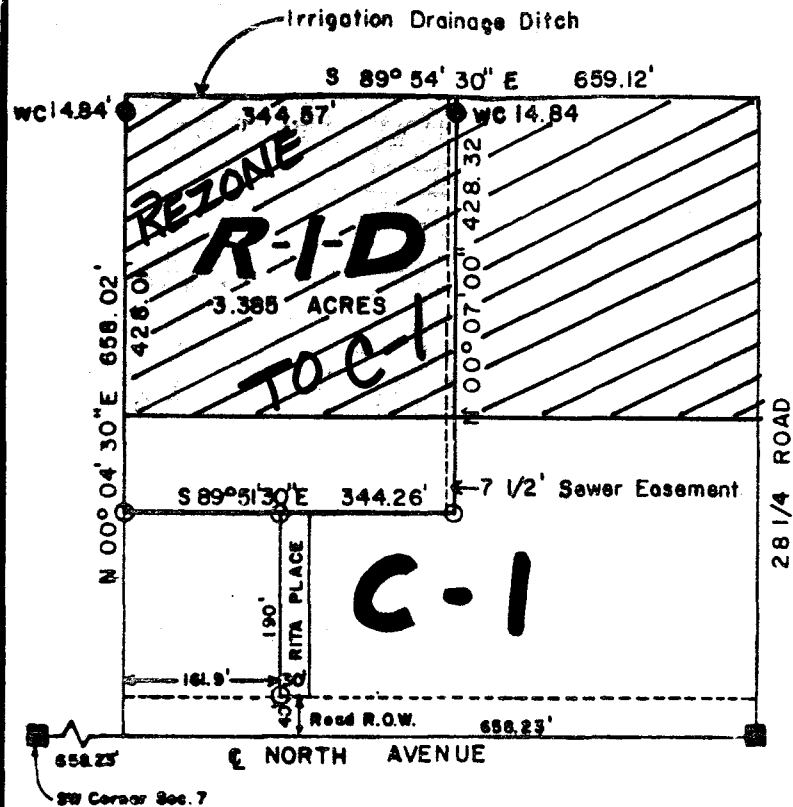 Irrigation Drainage Ditch
S 89° 54' 30" E 659.12'
WC 14.84'
344.57'
WC 14.84
REZONE
R-1-D
3.385 ACRES
TO C-1
N 00° 04' 30" E 658.02'
428.01'
N 00° 07' 00" 428.32
28 1/4 ROAD
S 89° 51' 30" E 344.26'
7 1/2' Sewer Easement
C-1
190'
RITA PLACE
161.9'
30'
40'
Road R.O.W.
658.23'
658.23'
℄ NORTH AVENUE
SW Corner Sec. 7